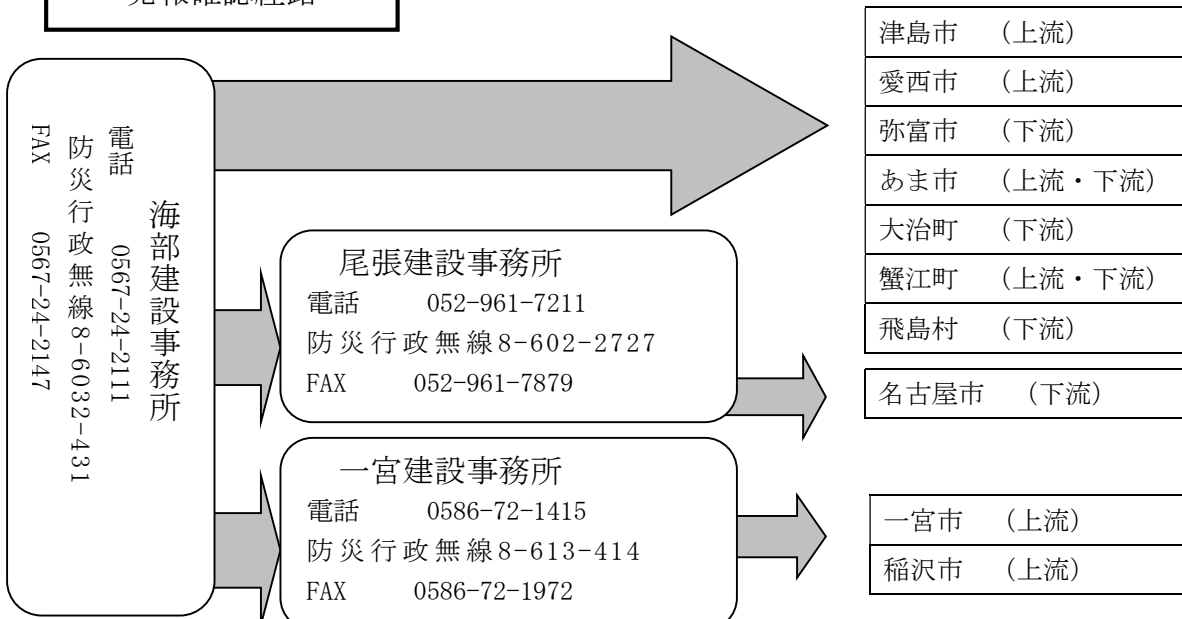 発報確認経路
海部建設事務所
電話 0567-24-2111
防災行政無線8-6032-431
FAX 0567-24-2147
尾張建設事務所
電話 052-961-7211
防災行政無線8-602-2727
FAX 052-961-7879
一宮建設事務所
電話 0586-72-1415
防災行政無線8-613-414
FAX 0586-72-1972
津島市 （上流）
愛西市 （上流）
弥富市 （下流）
あま市 （上流・下流）
大治町 （下流）
蟹江町 （上流・下流）
飛島村 （下流）
名古屋市 （下流）
一宮市 （上流）
稲沢市 （上流）